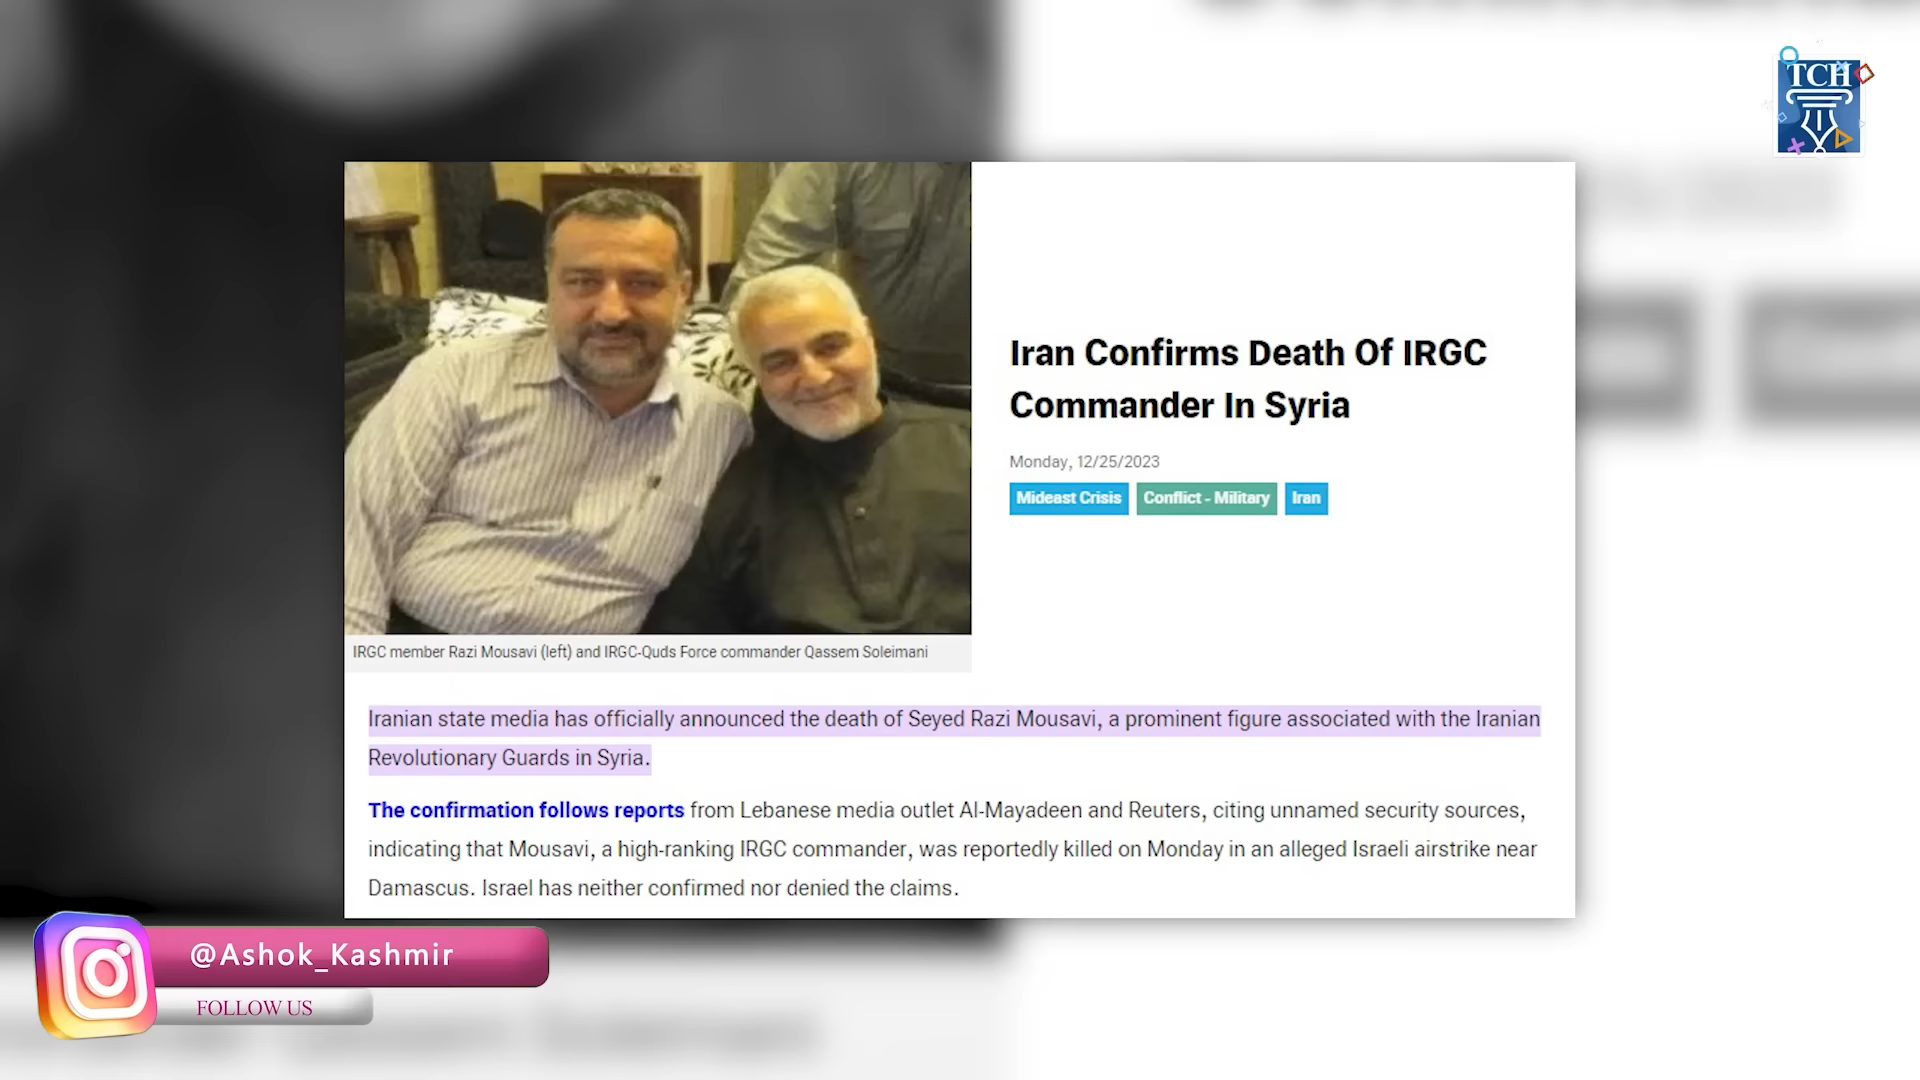 TCH
Iran Confirms Death Of IRGC
Commander In Syria
Monday, 12/25/2023
Mideast Crisis
Conflict - Military
Iran
IRGC member Razi Mousavi (left) and IRGC-Quds Force commander Qassem Soleimani
Iranian state media has officially announced the death of Seyed Razi Mousavi, a prominent figure associated with the Iranian
Revolutionary Guards in Syria.
The confirmation follows reports from Lebanese media outlet Al-Mayadeen and Reuters, citing unnamed security sources,
indicating that Mousavi, a high-ranking IRGC commander, was reportedly killed on Monday in an alleged Israeli airstrike near
Damascus. Israel has neither confirmed nor denied the claims.
@Ashok_Kashmir
FOLLOW US